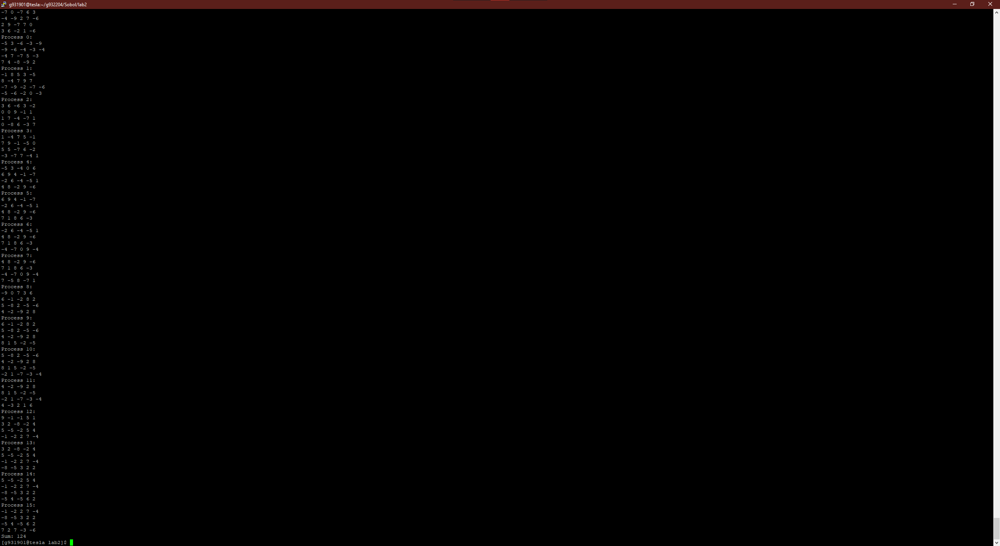 g931901@tesla:~/g932204/Sobol/lab2
-7 0 -7 6 3
-4 -9 2 7 -6
2 9 -7 7 0
3 6 -2 1 -6
Process 0:
-5 3 -6 -3 -9
-9 -6 -4 -3 -4
-4 7 -7 5 -3
7 4 -8 -9 2
Process 1:
-1 8 5 3 -5
8 -4 7 9 7
-7 -9 -2 -7 -6
-5 -6 -2 0 -3
Process 2:
3 6 -6 3 -2
0 0 9 -1 1
1 7 -4 -7 1
0 -8 6 -3 7
Process 3:
1 -4 7 5 -1
7 9 -1 -5 0
5 5 -7 6 -2
-3 -7 7 -4 1
Process 4:
-5 3 -4 0 6
6 9 4 -1 -7
-2 6 -4 -5 1
4 8 -2 9 -6
Process 5:
6 9 4 -1 -7
-2 6 -4 -5 1
4 8 -2 9 -6
7 1 8 6 -3
Process 6:
-2 6 -4 -5 1
4 8 -2 9 -6
7 1 8 6 -3
-4 -7 0 9 -4
Process 7:
4 8 -2 9 -6
7 1 8 6 -3
-4 -7 0 9 -4
7 -5 8 -7 1
Process 8:
-9 0 7 3 6
6 -1 -2 8 2
5 -8 2 -5 -6
4 -2 -9 2 8
Process 9:
6 -1 -2 8 2
5 -8 2 -5 -6
4 -2 -9 2 8
8 1 5 -2 -5
Process 10:
5 -8 2 -5 -6
4 -2 -9 2 8
8 1 5 -2 -5
-2 1 -7 -3 -4
Process 11:
4 -2 -9 2 8
8 1 5 -2 -5
-2 1 -7 -3 -4
4 -3 2 1 6
Process 12:
9 -1 -1 5 1
3 2 -8 -2 4
5 -5 -2 5 4
-1 -2 2 7 -4
Process 13:
3 2 -8 -2 4
5 -5 -2 5 4
-1 -2 2 7 -4
-8 -5 3 2 2
Process 14:
5 -5 -2 5 4
-1 -2 2 7 -4
-8 -5 3 2 2
-5 4 -5 6 2
Process 15:
-1 -2 2 7 -4
-8 -5 3 2 2
-5 4 -5 6 2
7 2 7 -3 -6
Sum: 124
[g931901@tesla lab2]$